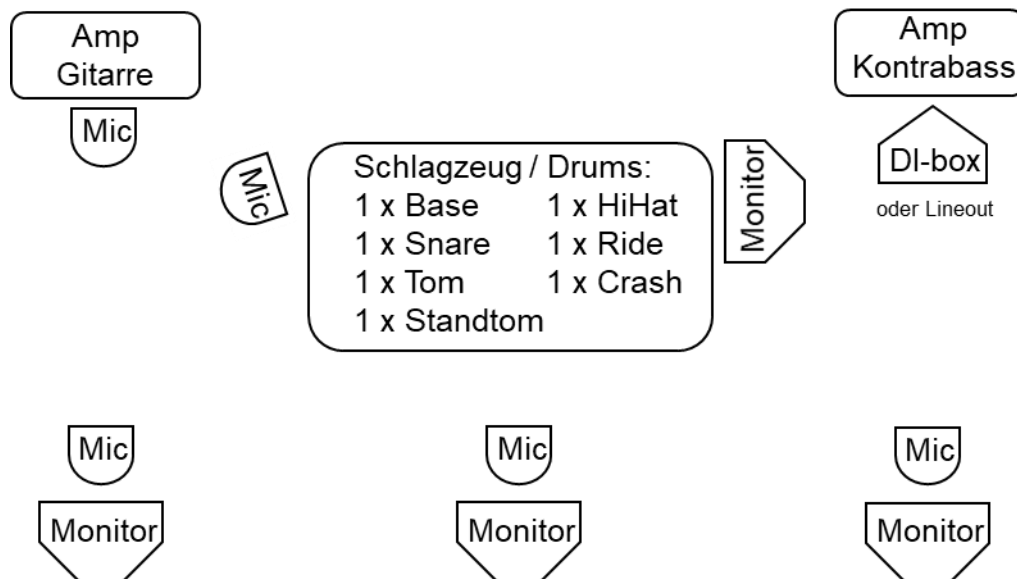 Amp
Gitarre
Mic
Amp
Kontrabass
DI-box
oder Lineout
Mic
Schlagzeug / Drums:
1 x Base 1 x HiHat
1 x Snare 1 x Ride
1 x Tom 1 x Crash
1 x Standtom
Monitor
Mic
Mic
Mic
Monitor
Monitor
Monitor